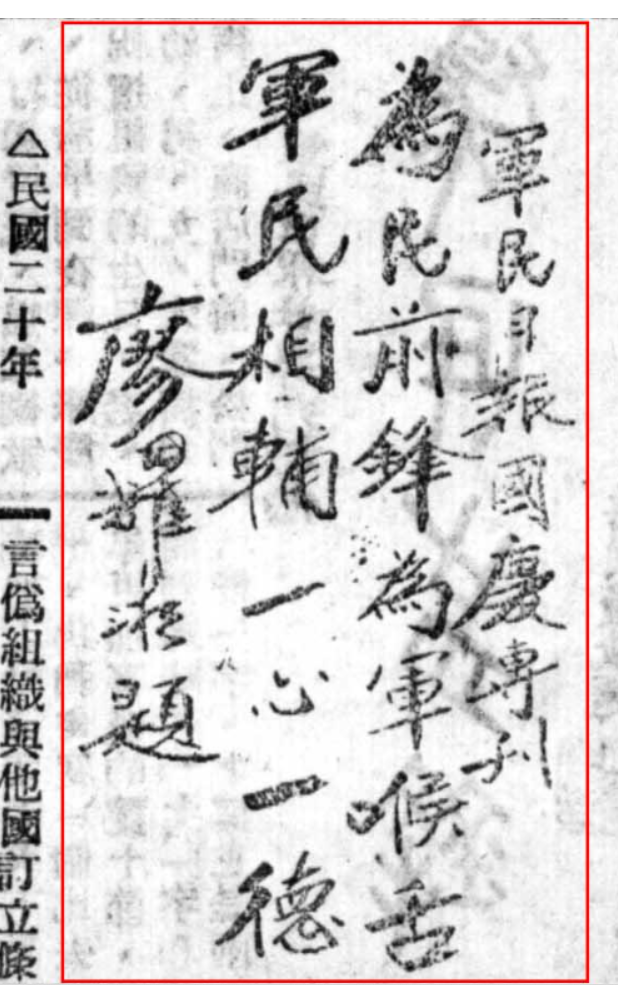 軍民日報國慶專刊
為民前鋒為軍喉舌
軍民相輔一心一德
廖羅湘題
△民國二十年
言僞組織與他國訂立條